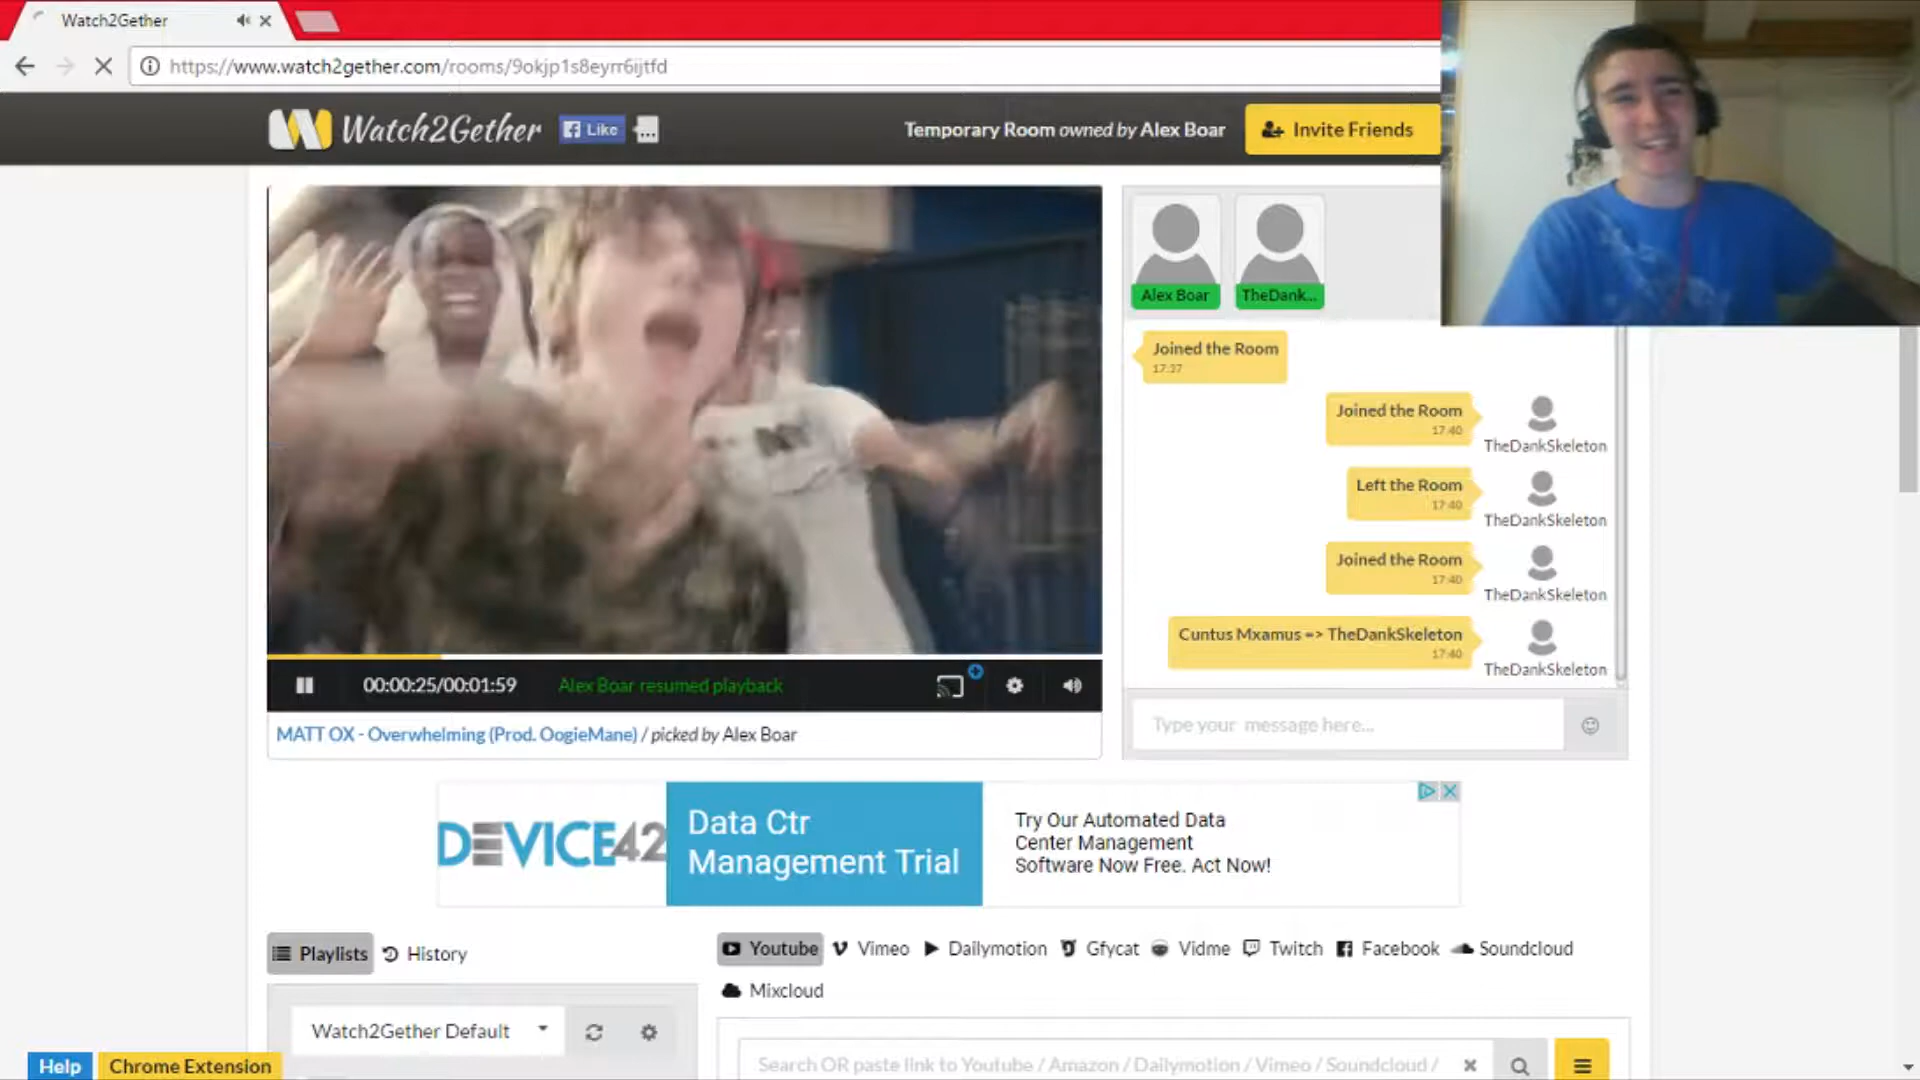 Watch2Gether
https://www.watch2gether.com/rooms/9okjp1s8eyrr6ijtfd
Watch2Gether
Like
Temporary Room owned by Alex Boar
Invite Friends
Alex Boar
TheDank...
Joined the Room
17:37
Joined the Room
17:40
TheDankSkeleton
Left the Room
17:40
TheDankSkeleton
Joined the Room
17:40
TheDankSkeleton
Cuntus Mxamus => TheDankSkeleton
17:40
TheDankSkeleton
00:00:25/00:01:59
Alex Boar resumed playback
MATT OX - Overwhelming (Prod. OogieMane) / picked by Alex Boar
Type your message here...
DEVICE42
Data Ctr
Management Trial
Try Our Automated Data
Center Management
Software Now Free. Act Now!
Playlists
History
Youtube
Vimeo
Dailymotion
Gfycat
Vidme
Twitch
Facebook
Soundcloud
Mixcloud
Watch2Gether Default
Search OR paste link to Youtube / Amazon / Dailymotion / Vimeo / Soundcloud /
Help
Chrome Extension